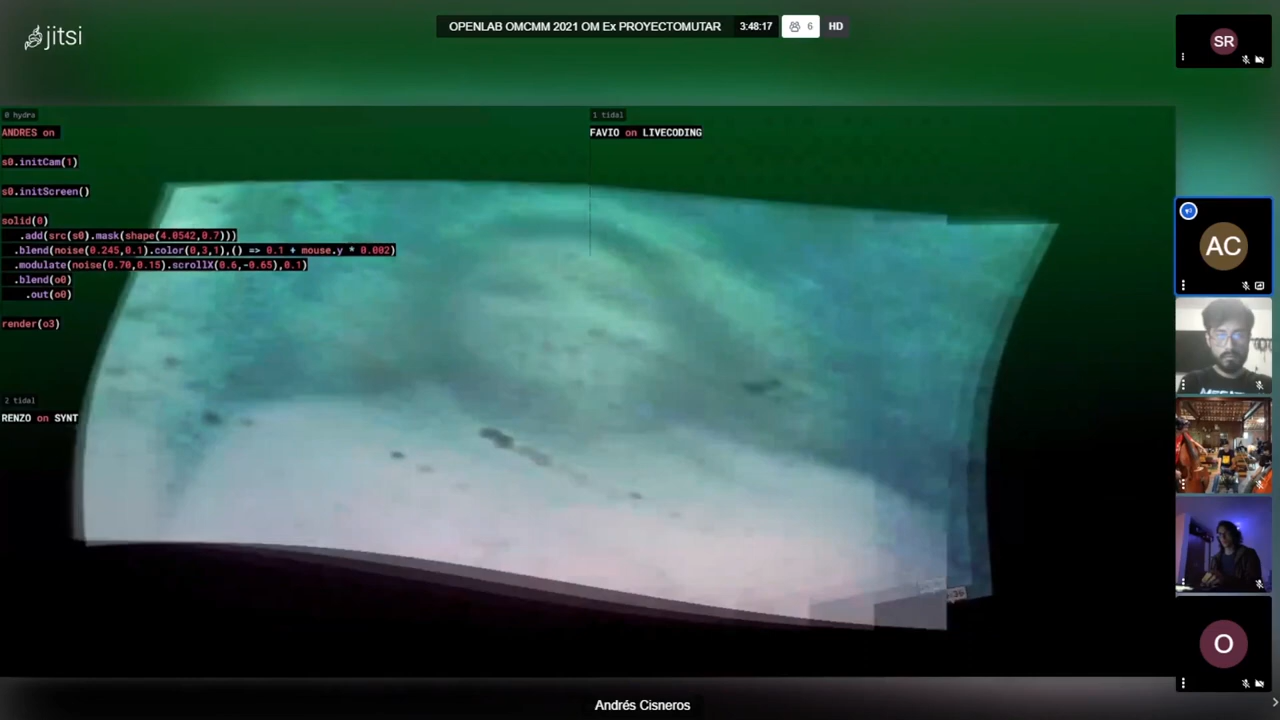 jitsi
OPENLAB OMCMM 2021 OM Ex PROYECTOMUTAR 3:48:17 6 HD
SR
0 hydra
ANDRES on
s0.initCam(1)
s0.initScreen()
solid(0)
.add(src(s0).mask(shape(4.0542,0.7)))
.blend(noise(0.245,0.1).color(0,3,1),() => 0.1 + mouse.y * 0.002)
.modulate(noise(0.70,0.15).scrollX(0.6,-0.65),0.1)
.blend(o0)
.out(o0)
render(o3)
1 tidal
FAVIO on LIVECODING
2 tidal
RENZO on SYNT
AC
O
Andrés Cisneros